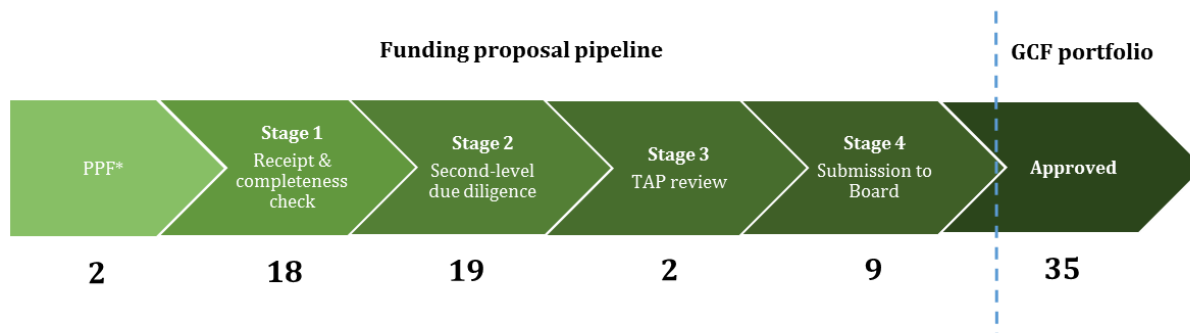 Funding proposal pipeline
GCF portfolio
PPF*
Stage 1
Receipt &
completeness
check
Stage 2
Second-level
due diligence
Stage 3
TAP review
Stage 4
Submission to
Board
Approved
2
18
19
2
9
35